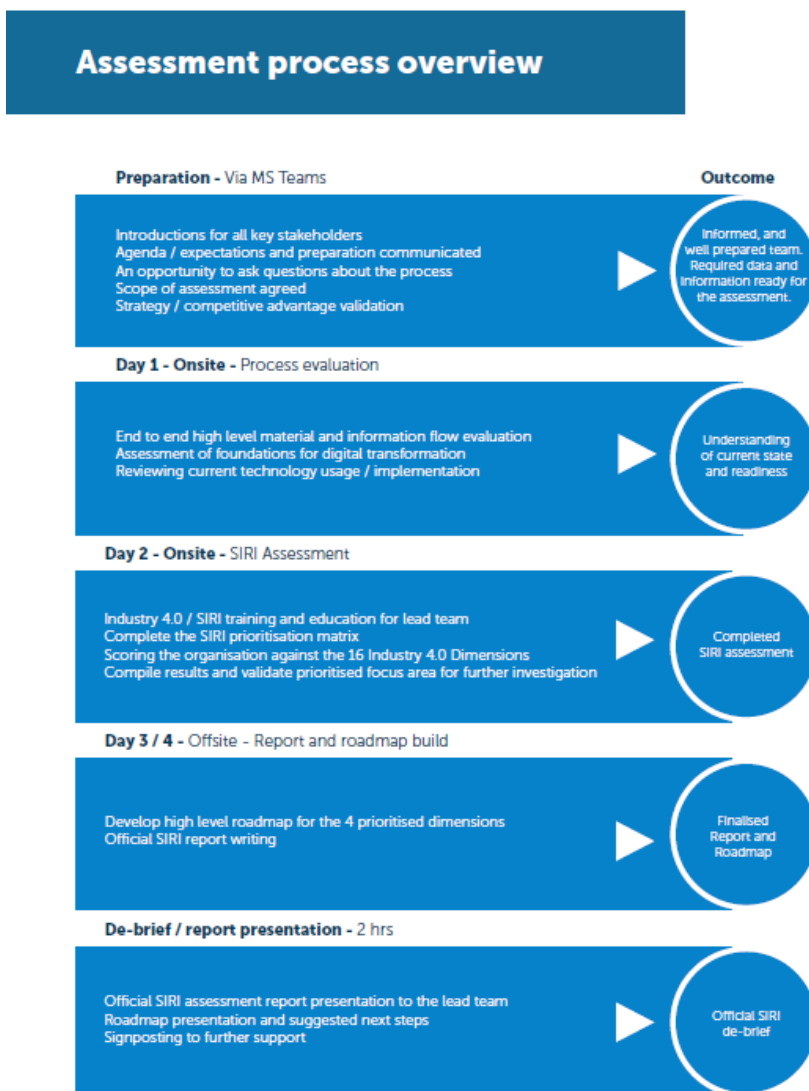 Assessment process overview
Preparation - Via MS Teams
Outcome
Introductions for all key stakeholders
Agenda / expectations and preparation communicated
An opportunity to ask questions about the process
Scope of assessment agreed
Strategy / competitive advantage validation
Informed, and
well prepared team.
Required data and
information ready for
the assessment.
Day 1 - Onsite - Process evaluation
End to end high level material and information flow evaluation
Assessment of foundations for digital transformation
Reviewing current technology usage / implementation
Understanding
of current state
and readiness
Day 2 - Onsite - SIRI Assessment
Industry 4.0 / SIRI training and education for lead team
Complete the SIRI prioritisation matrix
Scoring the organisation against the 16 Industry 4.0 Dimensions
Compile results and validate prioritised focus area for further investigation
Completed
SIRI assessment
Day 3 / 4 - Offsite - Report and roadmap build
Develop high level roadmap for the 4 prioritised dimensions
Official SIRI report writing
Finalised
Report and
Roadmap
De-brief / report presentation - 2 hrs
Official SIRI assessment report presentation to the lead team
Roadmap presentation and suggested next steps
Signposting to further support
Official SIRI
de-brief